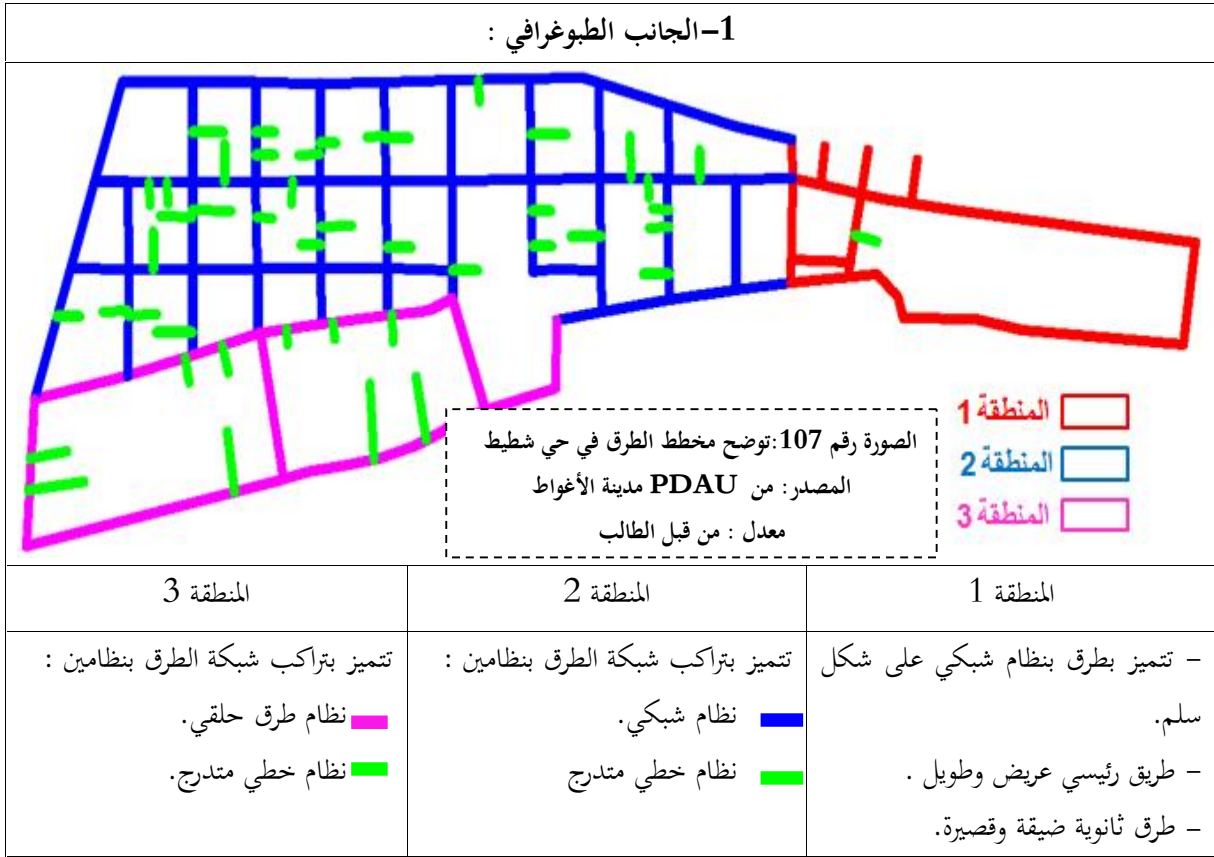 1–الجانب الطبوغرافي :
المنطقة 1
المنطقة 2
المنطقة 3
الصورة رقم 107:توضح مخطط الطرق في حي شطيط
المصدر: من PDAU مدينة الأغواط
معدل : من قبل الطالب
المنطقة 1
المنطقة 2
المنطقة 3
– تتميز بطرق بنظام شبكي على شكل
سلم.
– طريق رئيسي عريض وطويل .
– طرق ثانوية ضيقة وقصيرة.
تتميز بتراكب شبكة الطرق بنظامين :
نظام شبكي.
نظام خطي متدرج
تتميز بتراكب شبكة الطرق بنظامين :
نظام طرق حلقي.
نظام خطي متدرج.